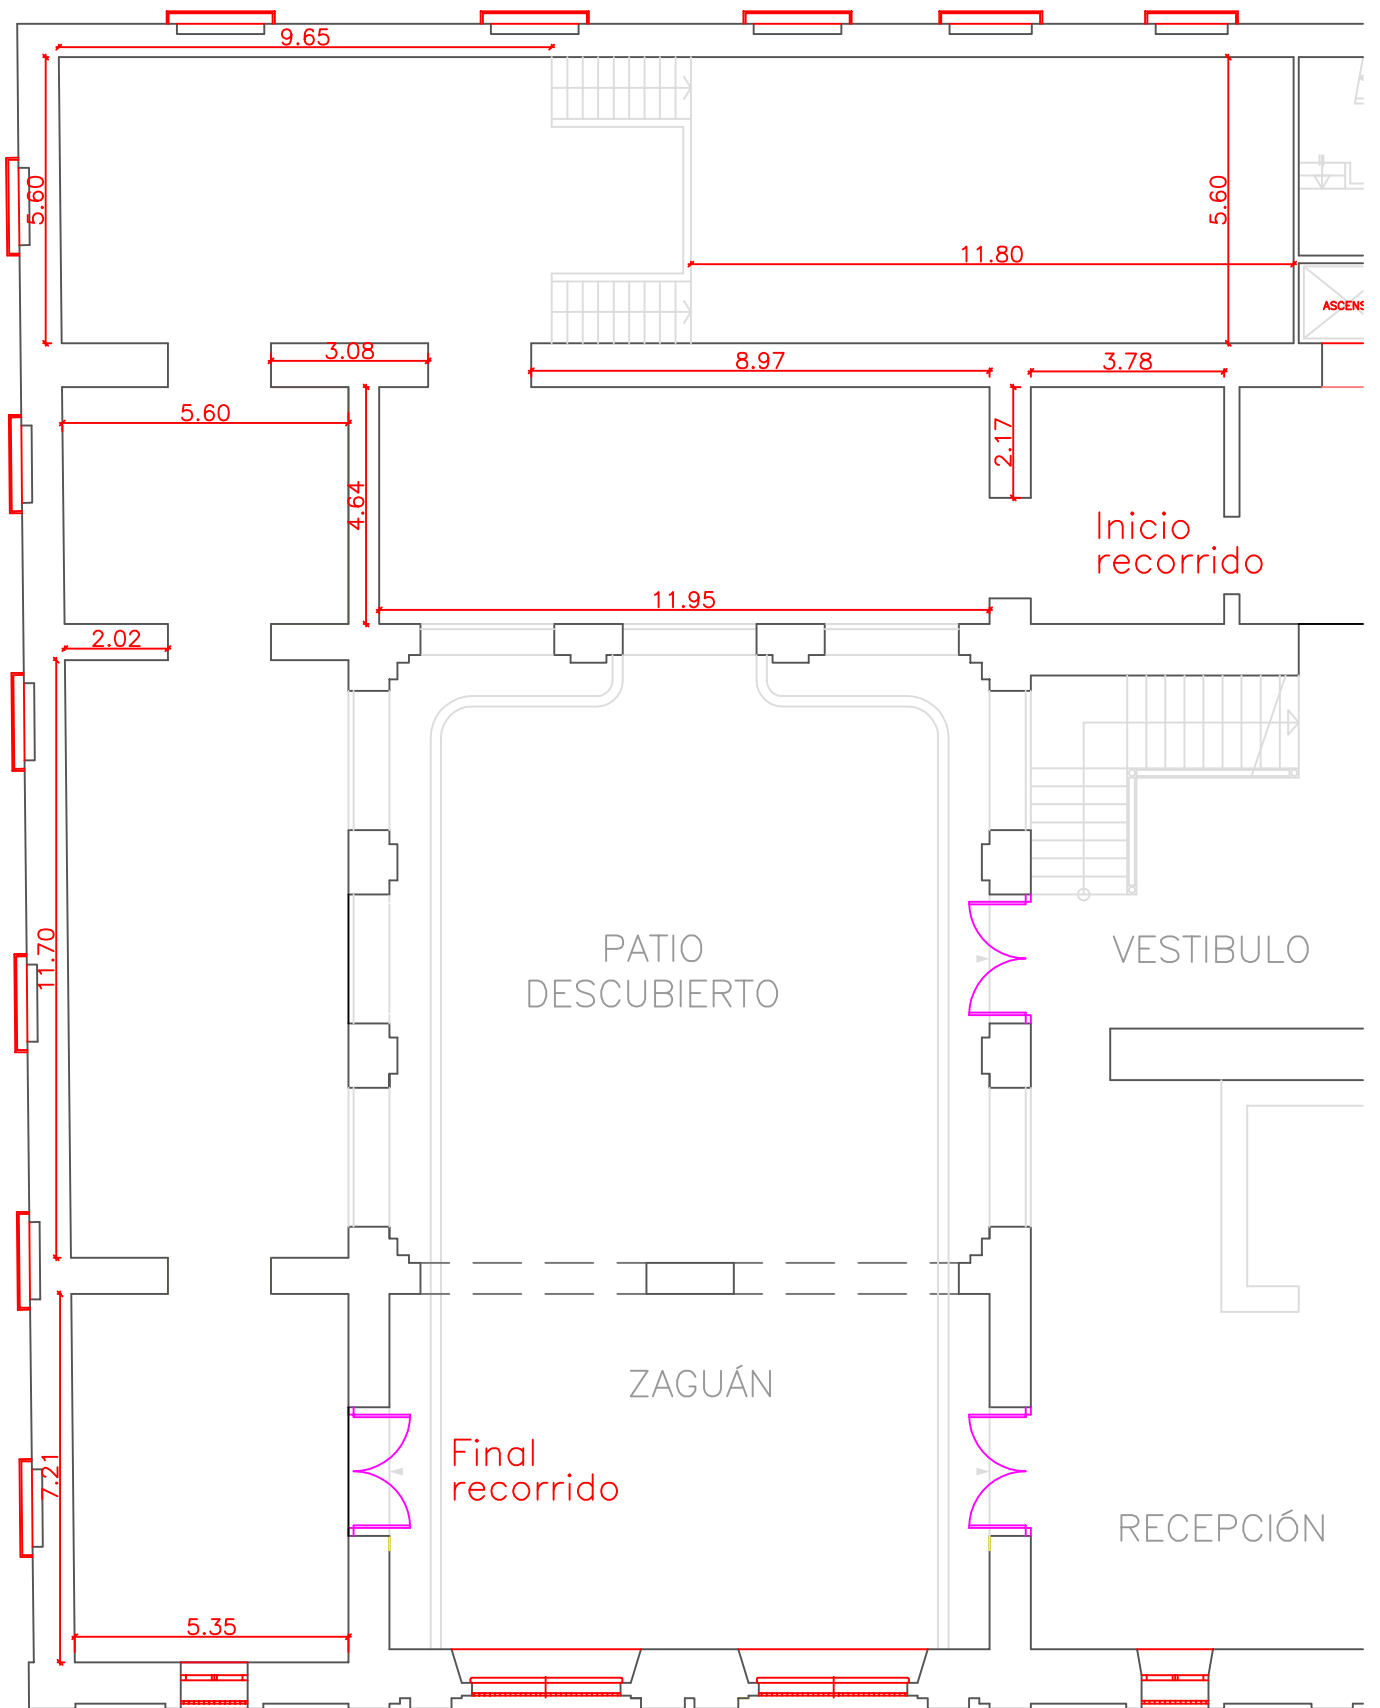 9.65
5.60
5.60
11.80
ASCENS
3.08
8.97
3.78
5.60
2.17
4.64
Inicio
recorrido
11.95
2.02
11.70
PATIO
DESCUBIERTO
VESTIBULO
ZAGUÁN
Final
recorrido
7.21
RECEPCIÓN
5.35